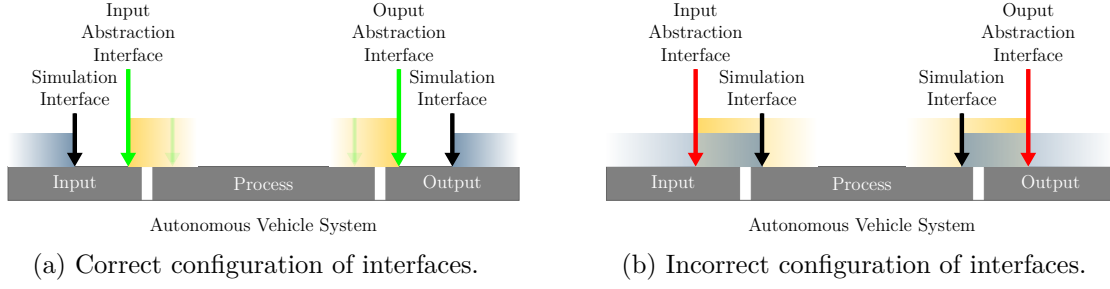 Input
Abstraction
Interface
Simulation
Interface
Ouput
Abstraction
Interface
Simulation
Interface
Input
Process
Output
Autonomous Vehicle System
(a) Correct configuration of interfaces.
Input
Abstraction
Interface
Simulation
Interface
Ouput
Abstraction
Interface
Simulation
Interface
Input
Process
Output
Autonomous Vehicle System
(b) Incorrect configuration of interfaces.